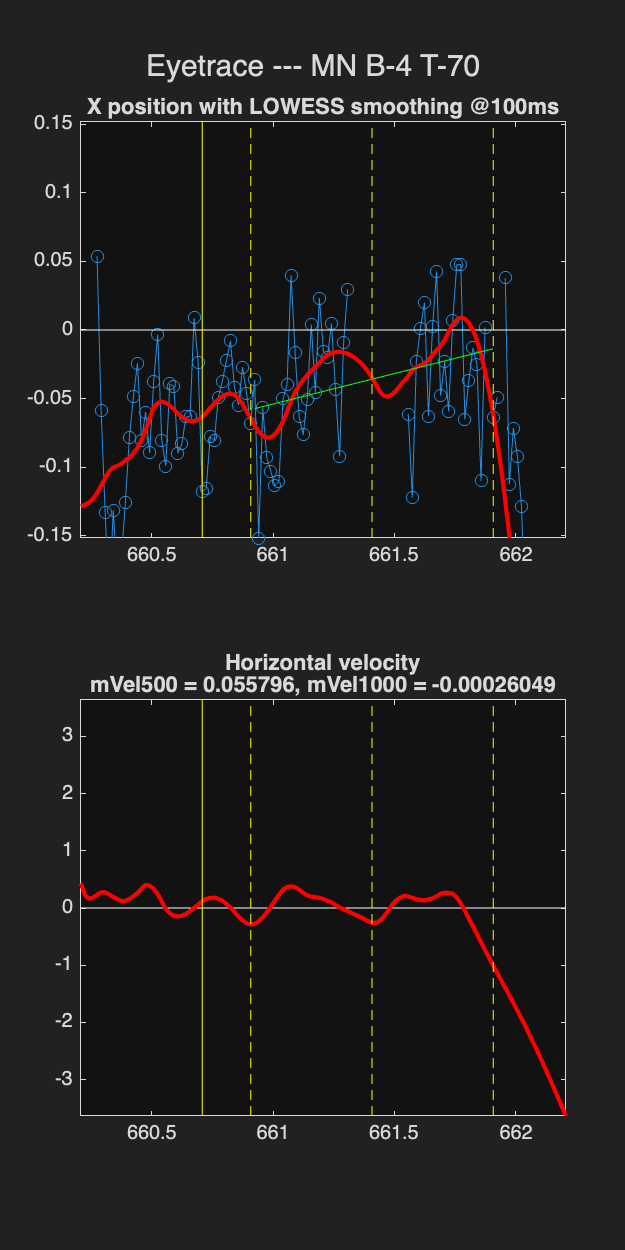 Eyetrace --- MN B-4 T-70
X position with LOWESS smoothing @100ms
0.15
0.1
0.05
0
-0.05
-0.1
-0.15
660.5 661 661.5 662
Horizontal velocity
mVel500 = 0.055796, mVel1000 = -0.00026049
3
2
1
0
-1
-2
-3
660.5 661 661.5 662